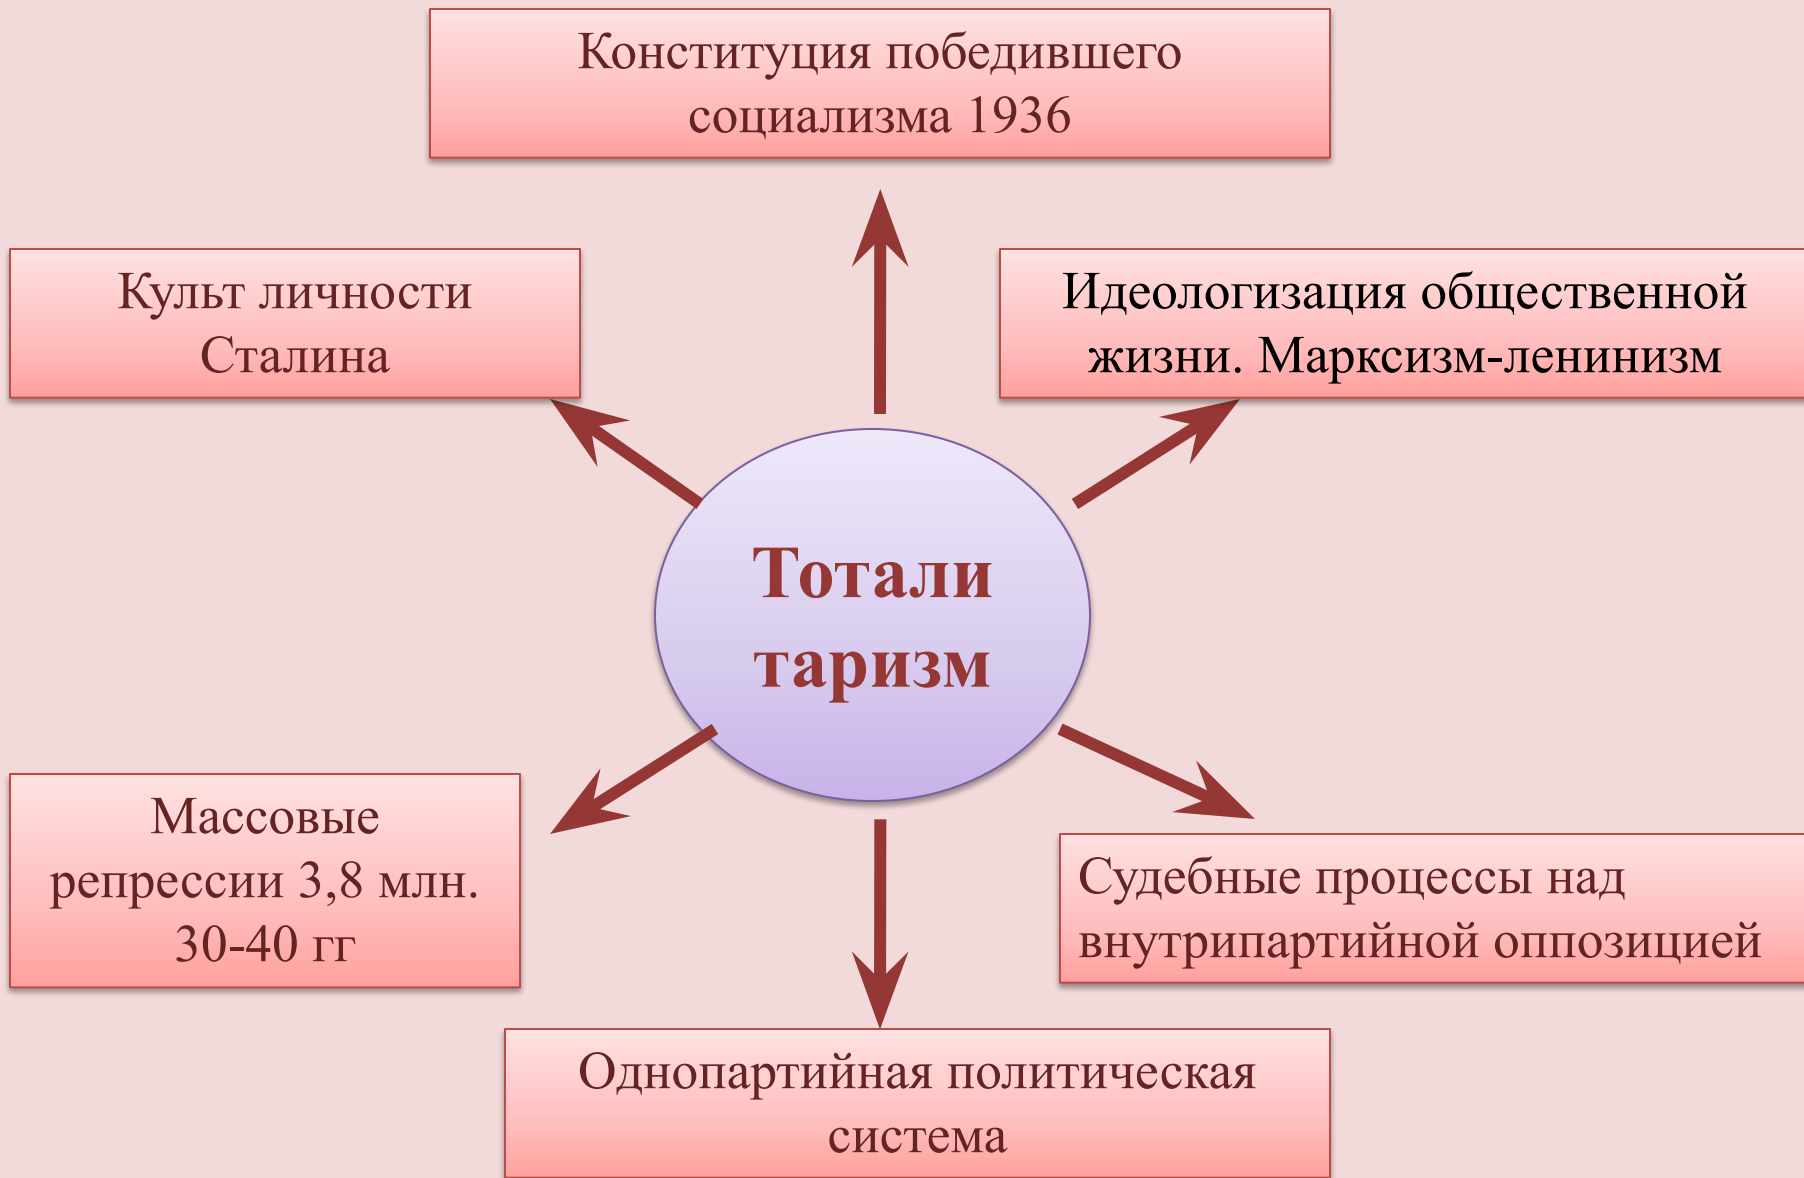 Конституция победившего
социализма 1936
Культ личности
Сталина
Идеологизация общественной
жизни. Марксизм-ленинизм
Тотали
таризм
Массовые
репрессии 3,8 млн.
30-40 гг
Судебные процессы над
внутрипартийной оппозицией
Однопартийная политическая
система